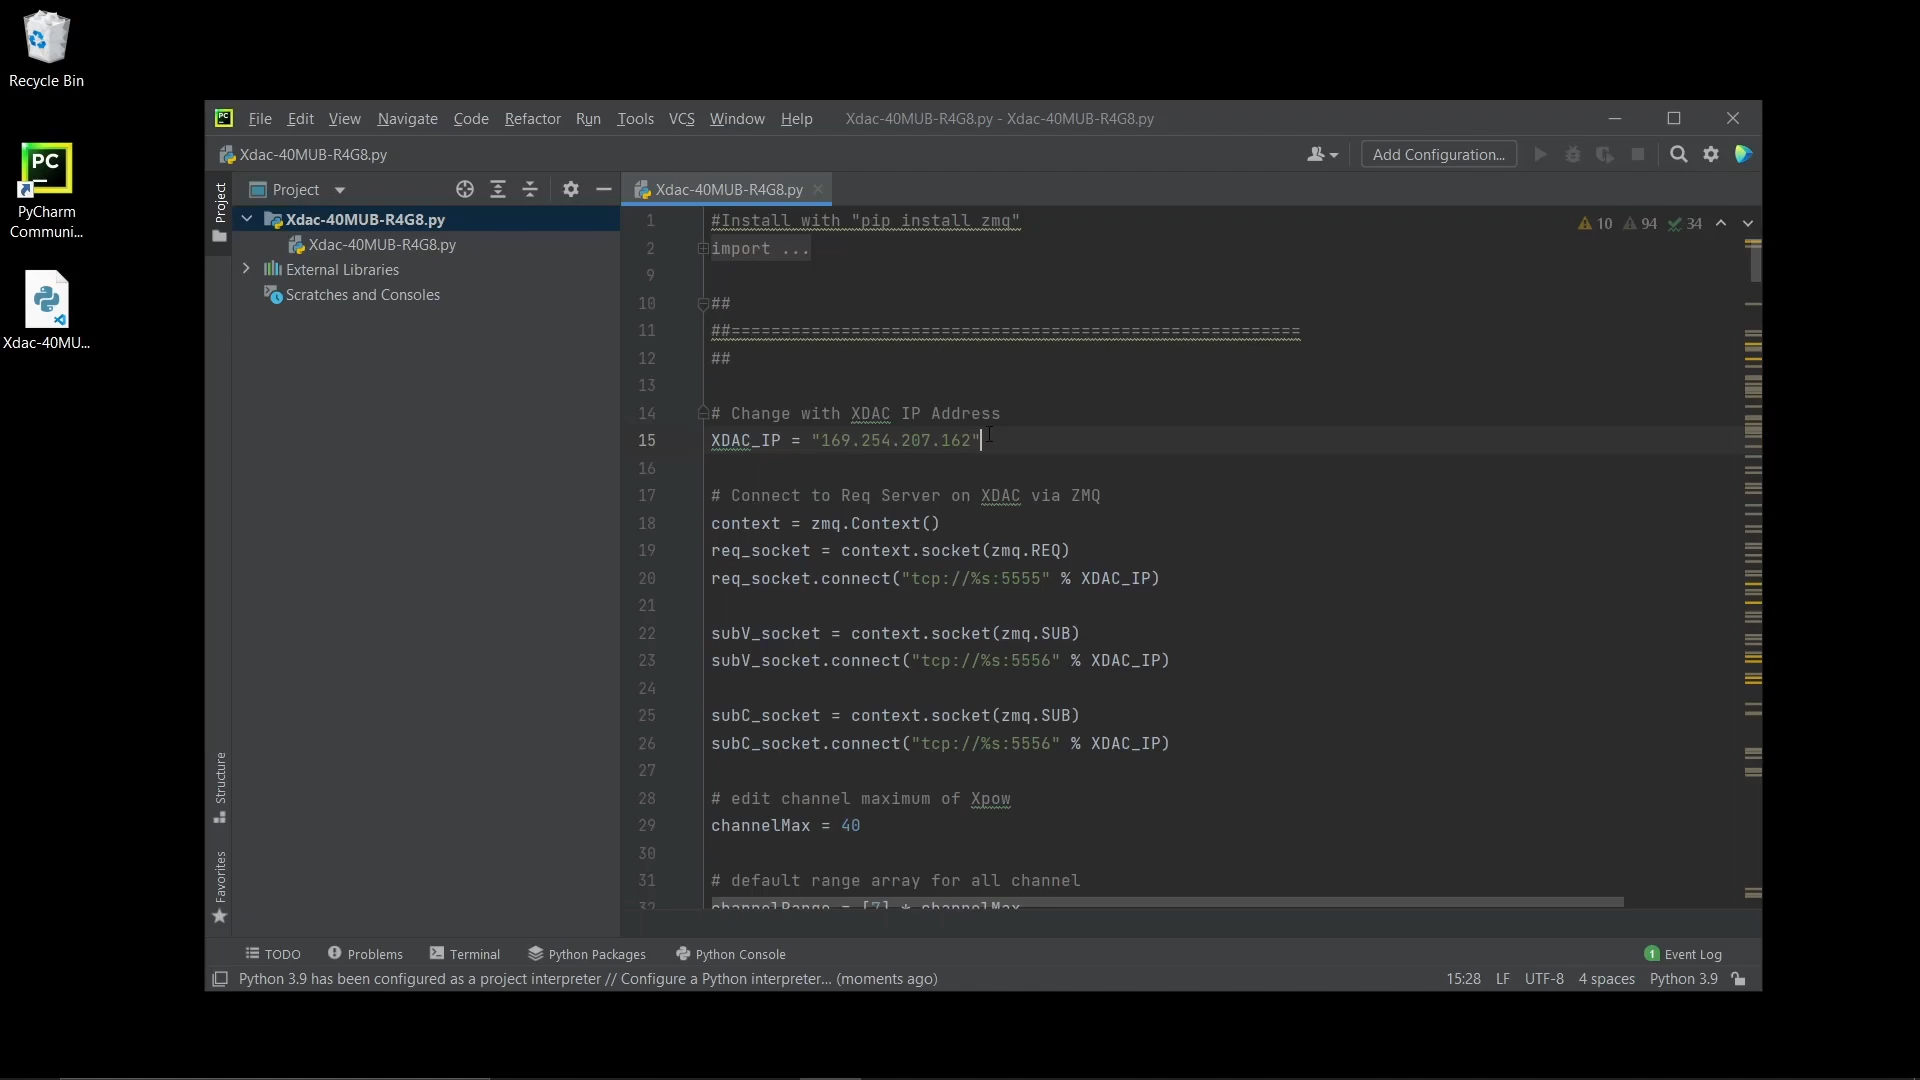 Recycle Bin
PC
PyCharm
Communi...
Xdac-40MU...
PC File Edit View Navigate Code Refactor Run Tools VCS Window Help Xdac-40MUB-R4G8.py - Xdac-40MUB-R4G8.py
Xdac-40MUB-R4G8.py
Add Configuration...
Project
Project
Xdac-40MUB-R4G8.py
Xdac-40MUB-R4G8.py
Xdac-40MUB-R4G8.py
External Libraries
Scratches and Consoles
Structure
Favorites
10 94 34
1 #Install with "pip install zmq"
2 import ...
9
10 ##
11 ##=========================================================
12 ##
13
14 # Change with XDAC IP Address
15 XDAC_IP = "169.254.207.162"
16
17 # Connect to Req Server on XDAC via ZMQ
18 context = zmq.Context()
19 req_socket = context.socket(zmq.REQ)
20 req_socket.connect("tcp://%s:5555" % XDAC_IP)
21
22 subV_socket = context.socket(zmq.SUB)
23 subV_socket.connect("tcp://%s:5556" % XDAC_IP)
24
25 subC_socket = context.socket(zmq.SUB)
26 subC_socket.connect("tcp://%s:5556" % XDAC_IP)
27
28 # edit channel maximum of Xpow
29 channelMax = 40
30
31 # default range array for all channel
32 channelRange = [7] * channelMax
TODO Problems Terminal Python Packages Python Console 1 Event Log
Python 3.9 has been configured as a project interpreter // Configure a Python interpreter... (moments ago) 15:28 LF UTF-8 4 spaces Python 3.9